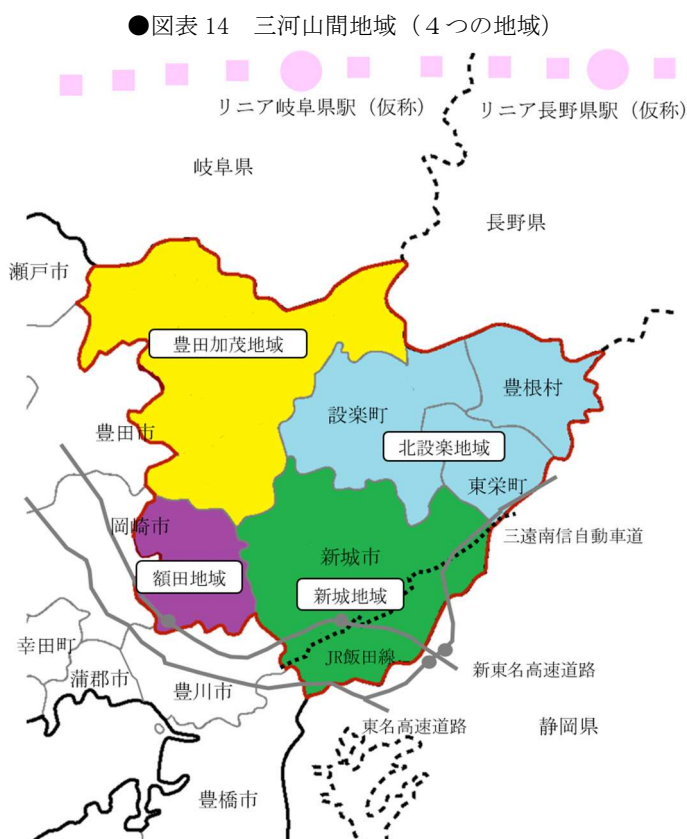 ●図表 14　三河山間地域（４つの地域）
リニア岐阜県駅（仮称）
リニア長野県駅（仮称）
岐阜県
長野県
瀬戸市
豊田加茂地域
豊根村
設楽町
豊田市
北設楽地域
東栄町
岡崎市
三遠南信自動車道
新城市
額田地域
新城地域
幸田町
JR飯田線
新東名高速道路
蒲郡市
豊川市
東名高速道路
静岡県
豊橋市